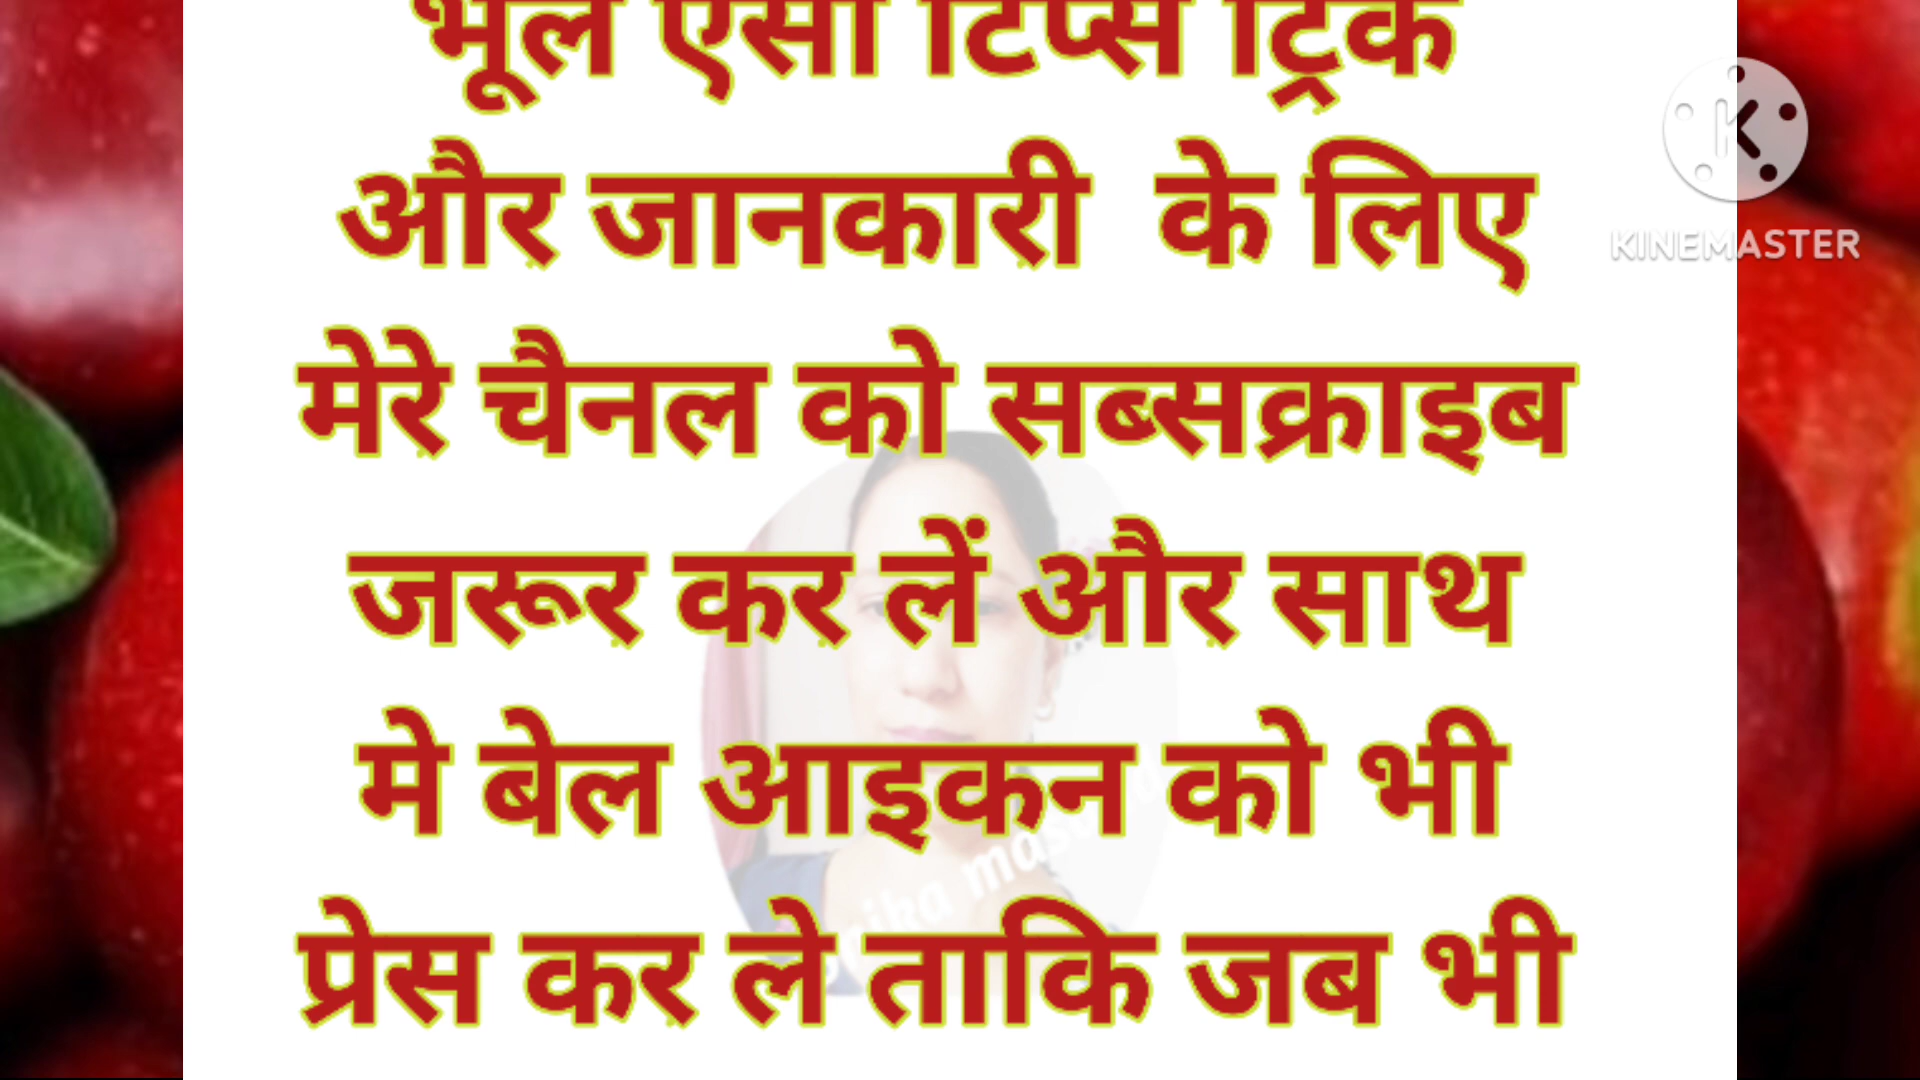 भूले ऐसी टिप्स ट्रिक
और जानकारी के लिए
मेरे चैनल को सब्सक्राइब
जरूर कर लें और साथ
मे बेल आइकन को भी
प्रेस कर ले ताकि जब भी
KINEMASTER